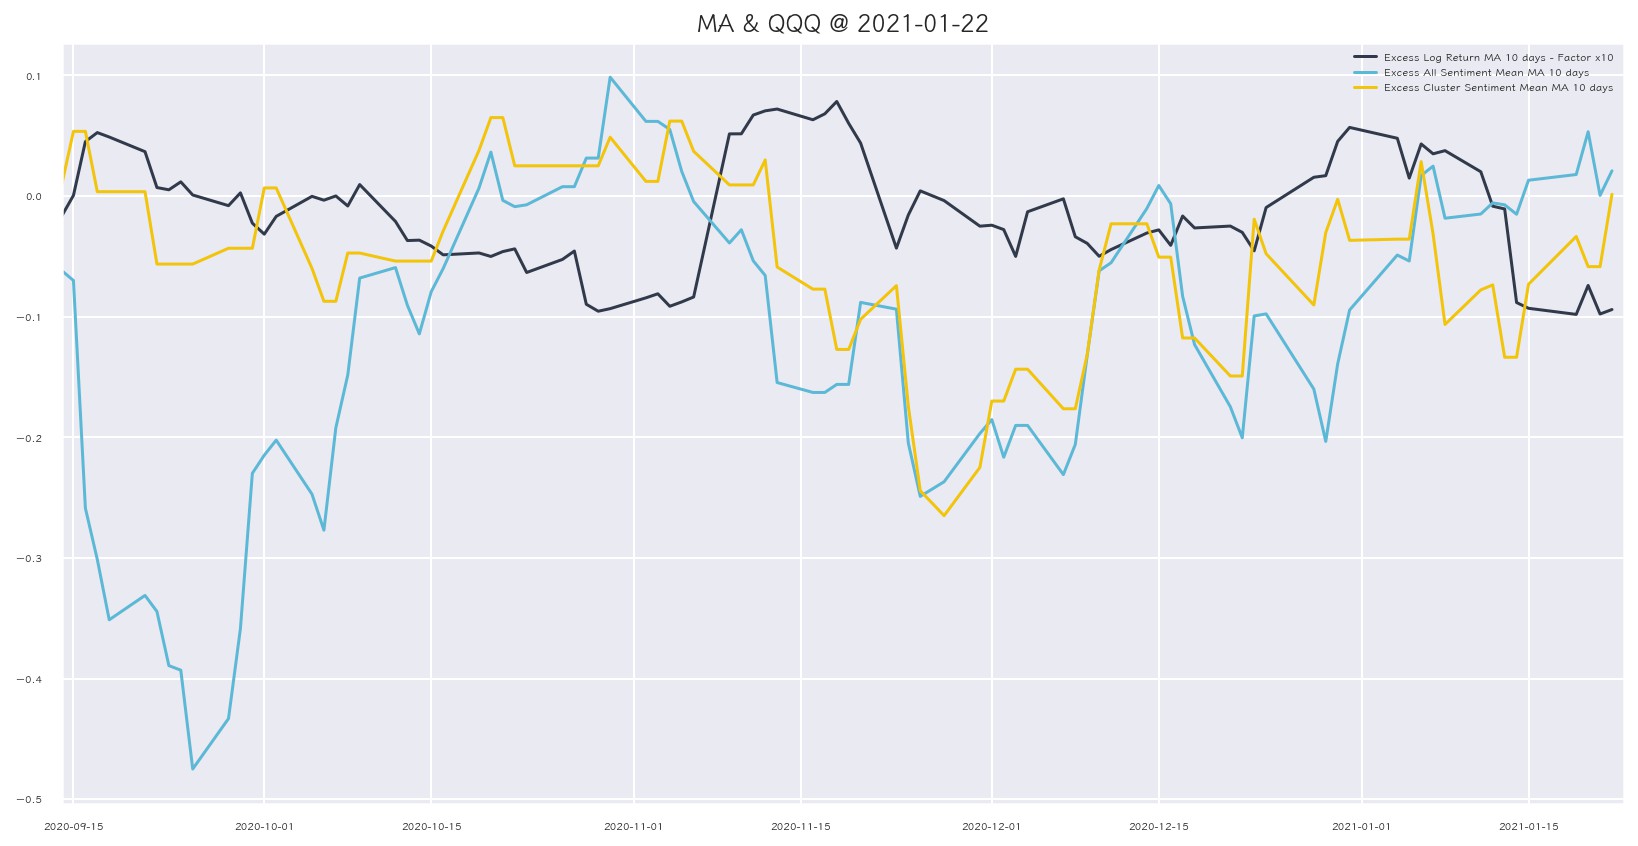 MA & QQQ @ 2021-01-22
Excess Log Return MA 10 days - Factor x10
Excess All Sentiment Mean MA 10 days
Excess Cluster Sentiment Mean MA 10 days
0.1
0.0
−0.1
−0.2
−0.3
−0.4
−0.5
2020-09-15 2020-10-01 2020-10-15 2020-11-01 2020-11-15 2020-12-01 2020-12-15 2021-01-01 2021-01-15